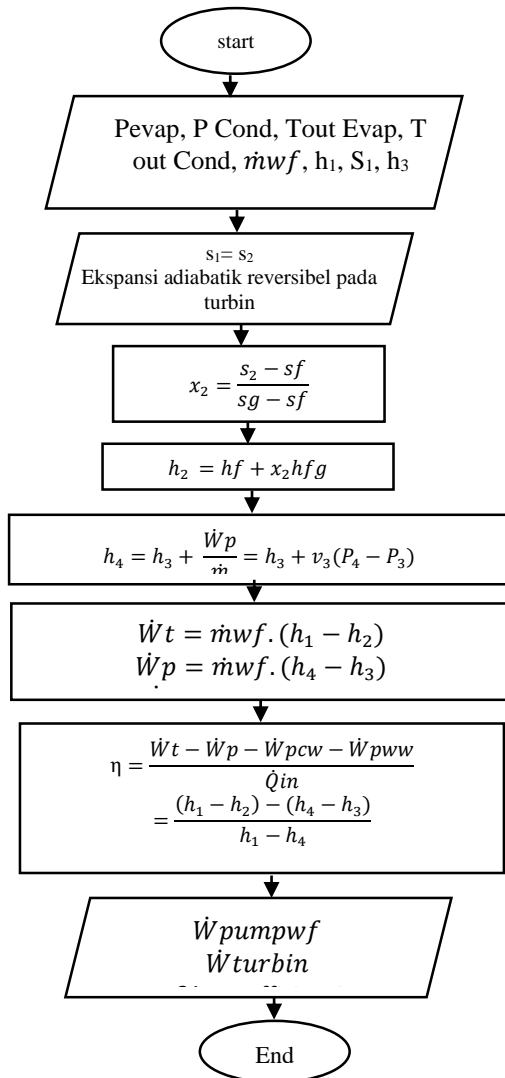 start
Pevap, P Cond, Tout Evap, T
out Cond, ṁwf, h₁, S₁, h₃
s₁= s₂
Ekspansi adiabatik reversibel pada
turbin
x₂ = (s₂ − sf)/(sg − sf)
h₂ = hf + x₂hfg
h₄ = h₃ + Ẇp/ṁ = h₃ + v₃(P₄ − P₃)
Ẇt = ṁwf. (h₁ − h₂)
Ẇp = ṁwf. (h₄ − h₃)
η = (Ẇt − Ẇp − Ẇpcw − Ẇpww)/Q̇in
= ((h₁ − h₂) − (h₄ − h₃))/(h₁ − h₄)
Ẇpumpwf
Ẇturbin
End